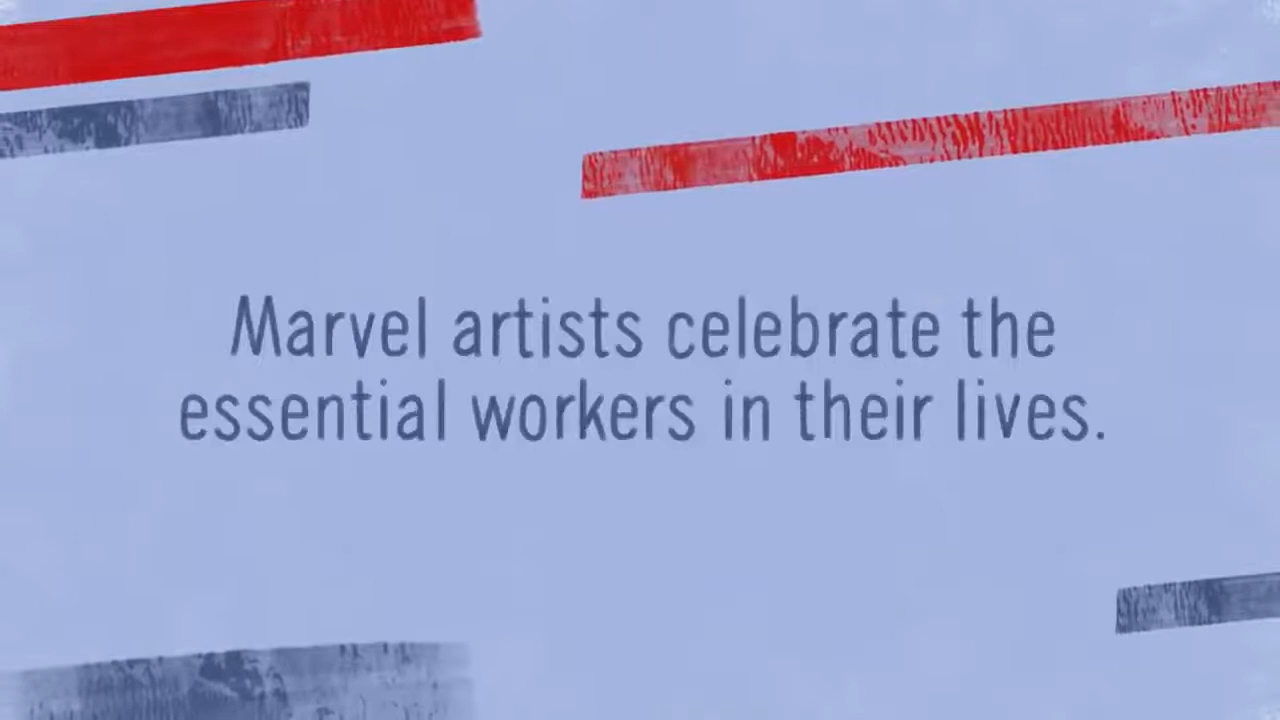 Marvel artists celebrate the
essential workers in their lives.